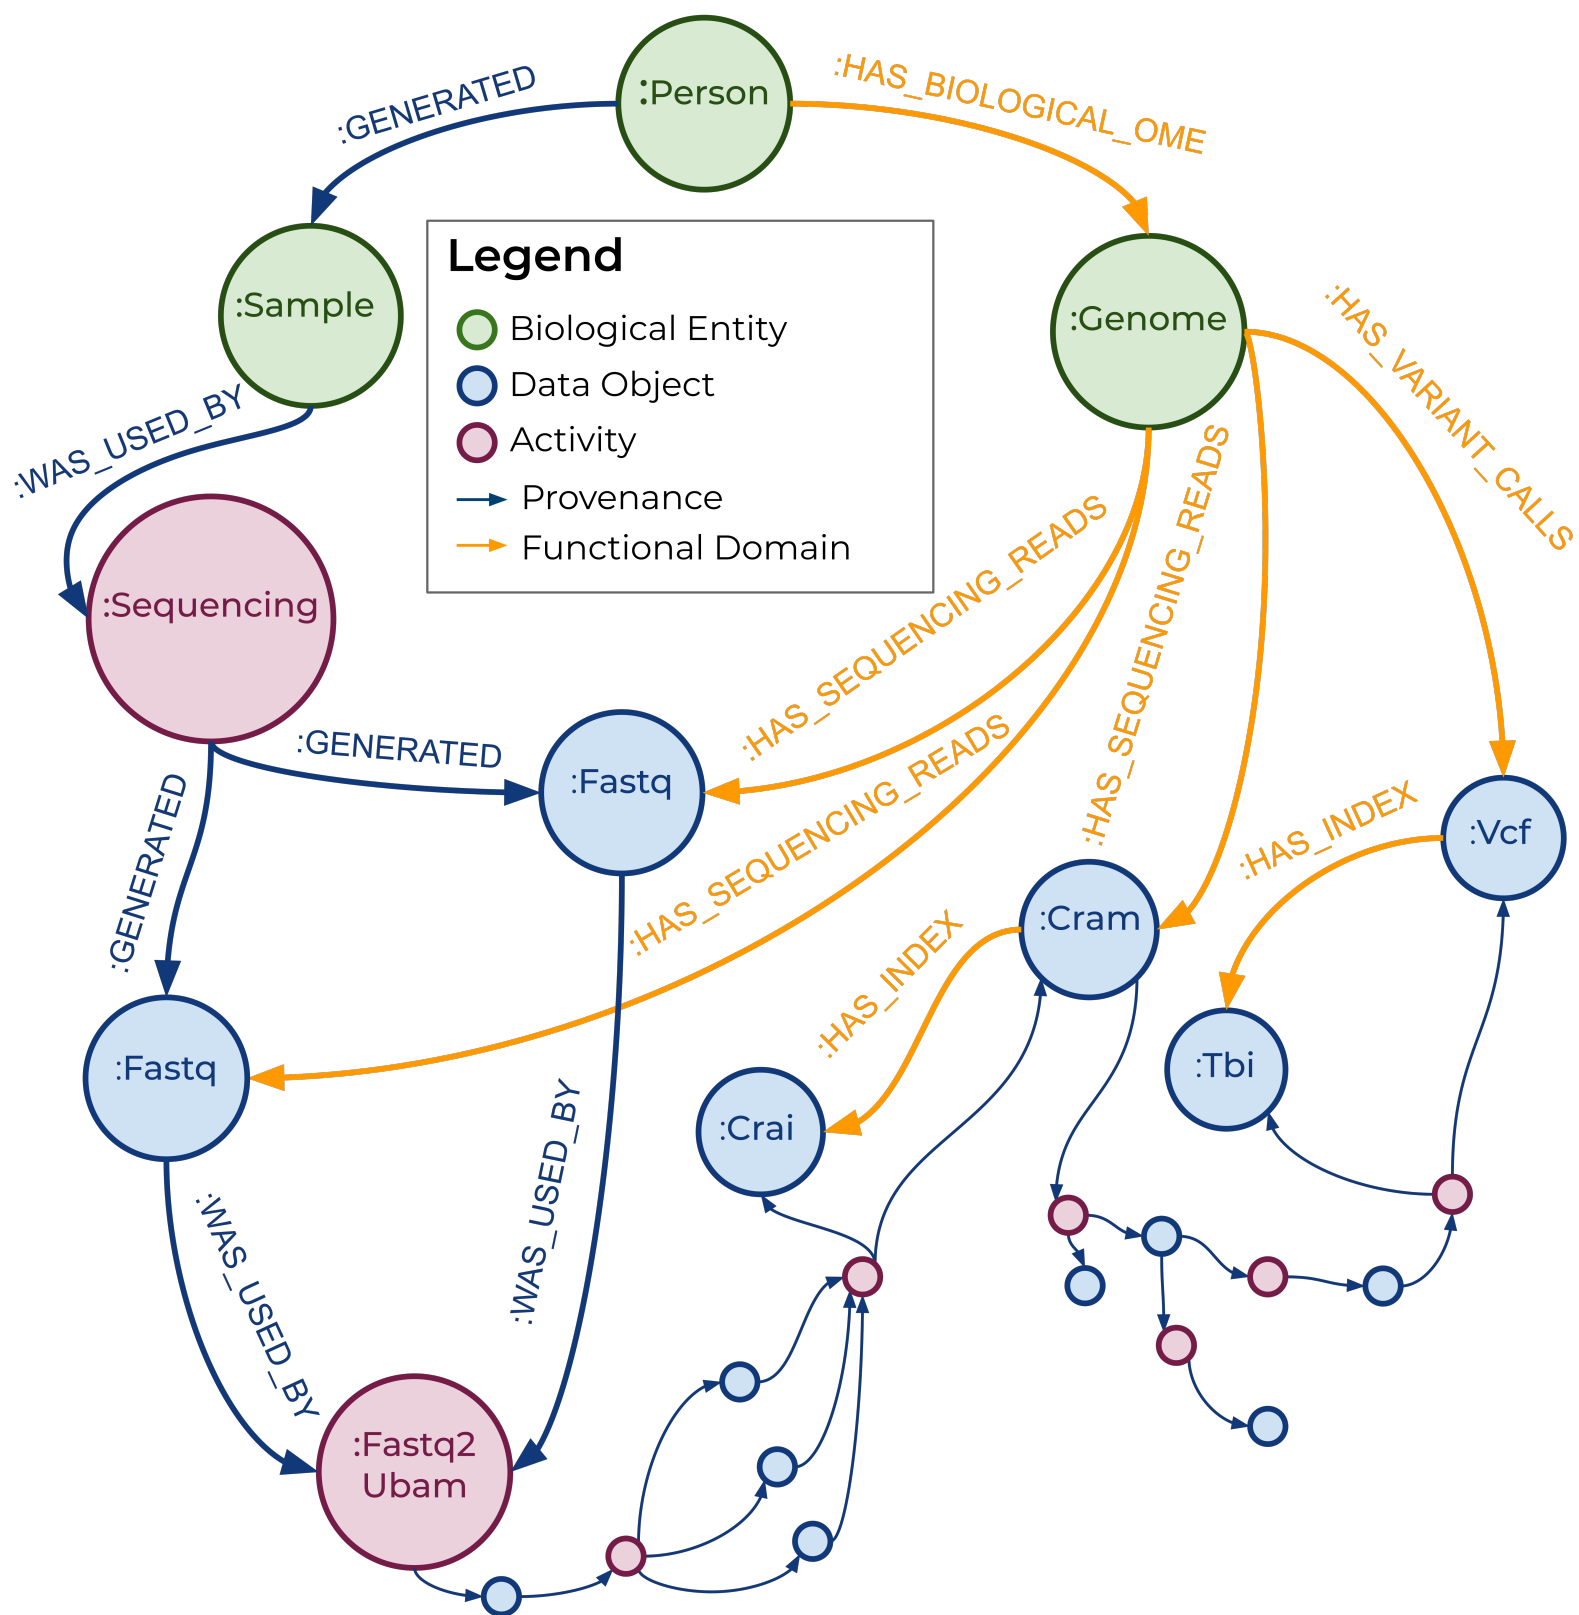 :Person
:GENERATED
:HAS_BIOLOGICAL_OME
:Sample
:Genome
Legend
Biological Entity
Data Object
Activity
Provenance
Functional Domain
:WAS_USED_BY
:HAS_VARIANT_CALLS
:Sequencing
:HAS_SEQUENCING_READS
:HAS_SEQUENCING_READS
:HAS_SEQUENCING_READS
:GENERATED
:GENERATED
:Fastq
:Vcf
:HAS_INDEX
:Cram
:HAS_INDEX
:Fastq
:Tbi
:Crai
:WAS_USED_BY
:WAS_USED_BY
:Fastq2
Ubam